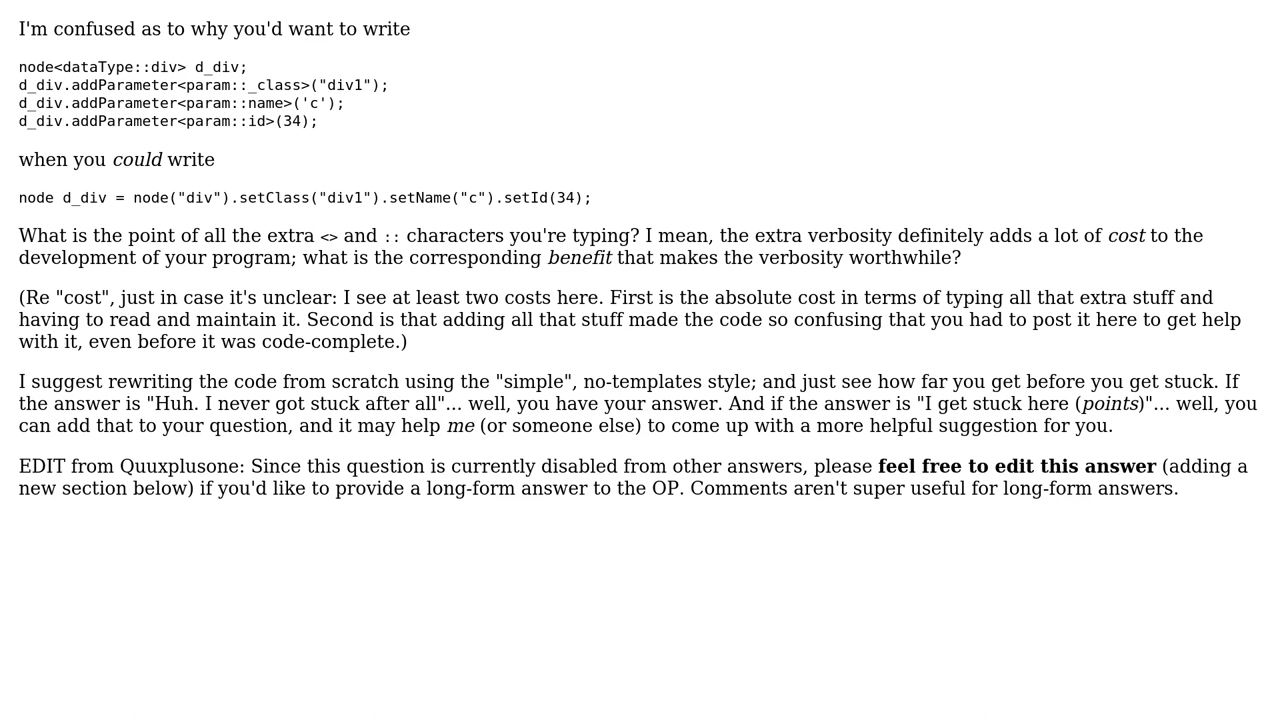 I'm confused as to why you'd want to write
node<dataType::div> d_div;
d_div.addParameter<param::_class>("div1");
d_div.addParameter<param::name>('c');
d_div.addParameter<param::id>(34);
when you could write
node d_div = node("div").setClass("div1").setName("c").setId(34);
What is the point of all the extra <> and :: characters you're typing? I mean, the extra verbosity definitely adds a lot of cost to the
development of your program; what is the corresponding benefit that makes the verbosity worthwhile?
(Re "cost", just in case it's unclear: I see at least two costs here. First is the absolute cost in terms of typing all that extra stuff and
having to read and maintain it. Second is that adding all that stuff made the code so confusing that you had to post it here to get help
with it, even before it was code-complete.)
I suggest rewriting the code from scratch using the "simple", no-templates style; and just see how far you get before you get stuck. If
the answer is "Huh. I never got stuck after all"... well, you have your answer. And if the answer is "I get stuck here (points)"... well, you
can add that to your question, and it may help me (or someone else) to come up with a more helpful suggestion for you.
EDIT from Quuxplusone: Since this question is currently disabled from other answers, please feel free to edit this answer (adding a
new section below) if you'd like to provide a long-form answer to the OP. Comments aren't super useful for long-form answers.